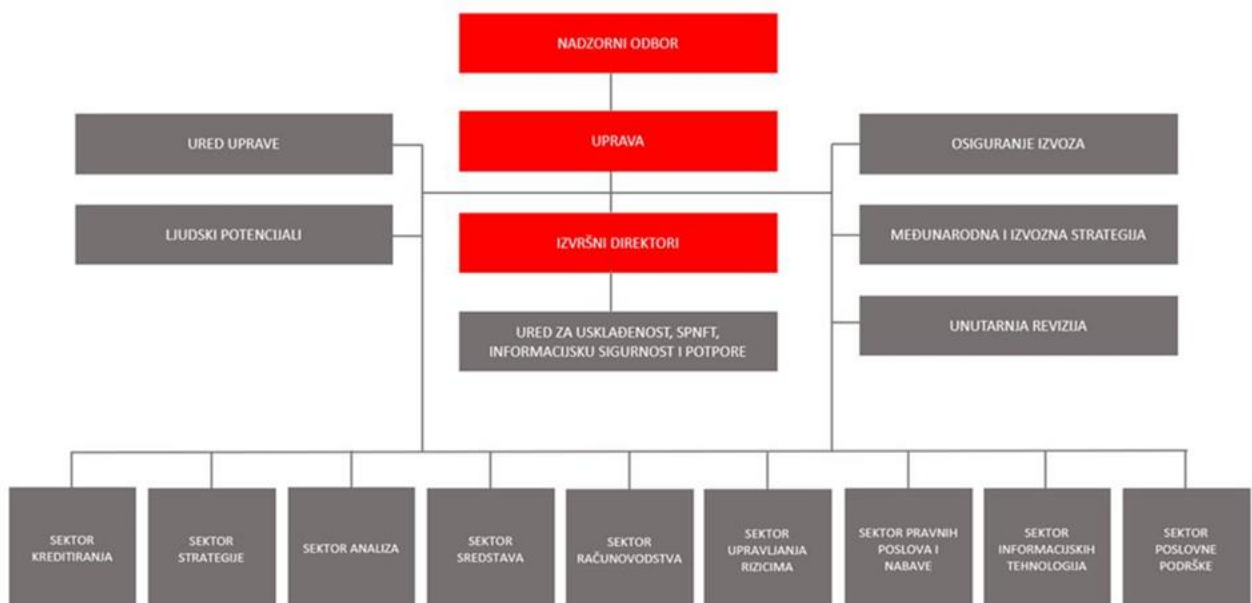 NADZORNI ODBOR
URED UPRAVE
UPRAVA
OSIGURANJE IZVOZA
LJUDSKI POTENCIJALI
IZVRŠNI DIREKTORI
MEĐUNARODNA I IZVOZNA STRATEGIJA
URED ZA USKLAĐENOST, SPNFT,
INFORMACIJSKU SIGURNOST I POTPORE
UNUTARNJA REVIZIJA
SEKTOR
KREDITIRANJA
SEKTOR
STRATEGIJE
SEKTOR ANALIZA
SEKTOR
SREDSTAVA
SEKTOR
RAČUNOVODSTVA
SEKTOR
UPRAVLJANJA
RIZICIMA
SEKTOR PRAVNIH
POSLOVA I
NABAVE
SEKTOR
INFORMACIJSKIH
TEHNOLOGIJA
SEKTOR
POSLOVNE
PODRŠKE